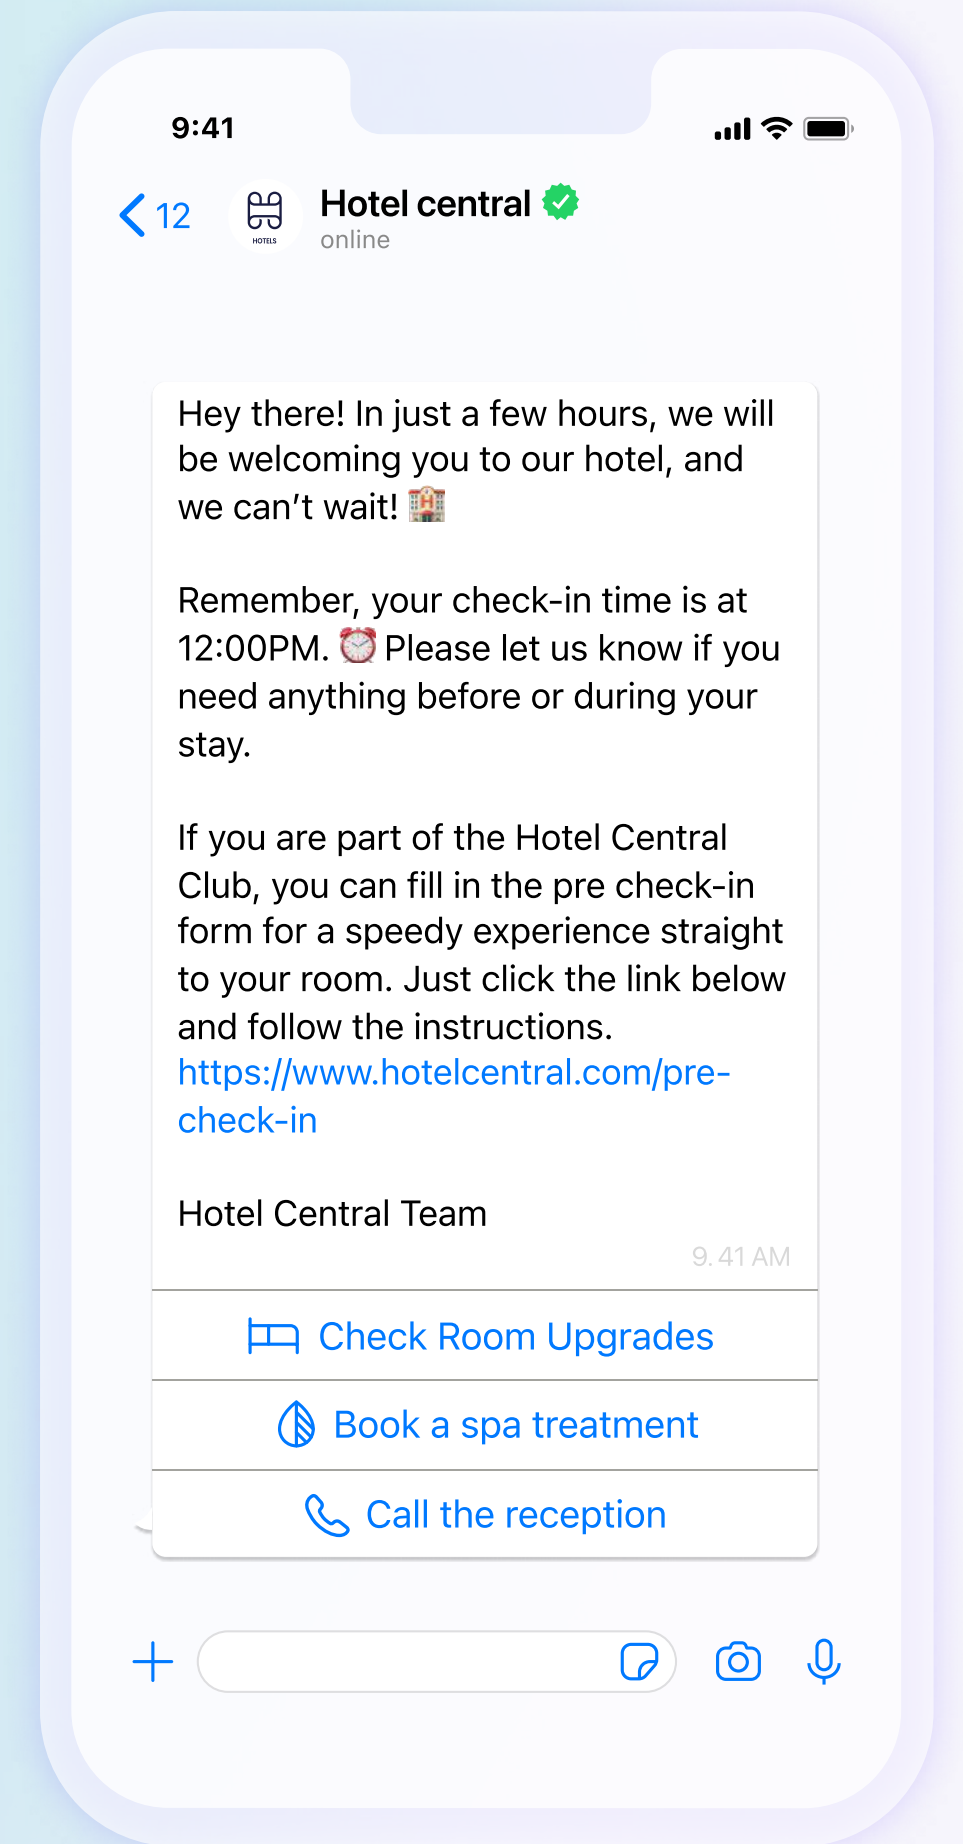 9:41
12
HOTELS
Hotel central
online
Hey there! In just a few hours, we will
be welcoming you to our hotel, and
we can’t wait! 🏨
Remember, your check-in time is at
12:00PM. ⏰ Please let us know if you
need anything before or during your
stay.
If you are part of the Hotel Central
Club, you can fill in the pre check-in
form for a speedy experience straight
to your room. Just click the link below
and follow the instructions.
https://www.hotelcentral.com/pre-
check-in
Hotel Central Team
9.41 AM
Check Room Upgrades
Book a spa treatment
Call the reception